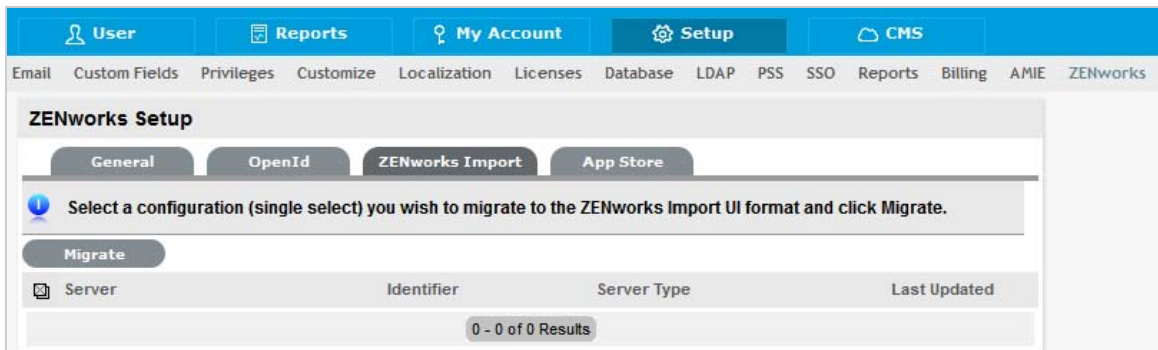 User Reports My Account Setup CMS
Email Custom Fields Privileges Customize Localization Licenses Database LDAP PSS SSO Reports Billing AMIE ZENworks
ZENworks Setup
General OpenId ZENworks Import App Store
Select a configuration (single select) you wish to migrate to the ZENworks Import UI format and click Migrate.
Migrate
Server Identifier Server Type Last Updated
0 - 0 of 0 Results